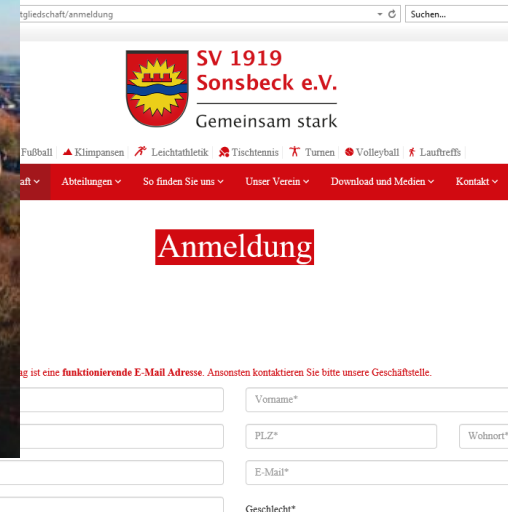 tgliedschaft/anmeldung
Suchen...
SV 1919
Sonsbeck e.V.
Gemeinsam stark
Fußball Klimpansen Leichtathletik Tischtennis Turnen Volleyball Lauftreffs
aft Abteilungen So finden Sie uns Unser Verein Download und Medien Kontakt
Anmeldung
ag ist eine funktionierende E-Mail Adresse. Ansonsten kontaktieren Sie bitte unsere Geschäftstelle.
Vorname*
PLZ* Wohnort*
E-Mail*
Geschlecht*